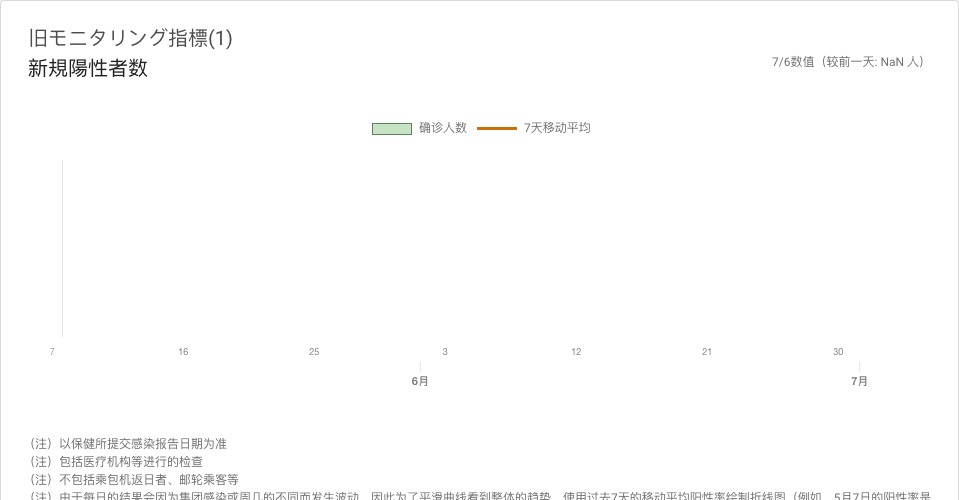 旧モニタリング指標(1)
新規陽性者数
7/6数值（较前一天: NaN 人）
确诊人数 7天移动平均
7 16 25 3 12 21 30
6月 7月
（注）以保健所提交感染报告日期为准
（注）包括医疗机构等进行的检查
（注）不包括乘包机返日者、邮轮乘客等
（注）由于每日的结果会因为集团感染或周几的不同而发生波动，因此为了平滑曲线看到整体的趋势，使用过去7天的移动平均阳性率绘制折线图（例如，5月7日的阳性率是